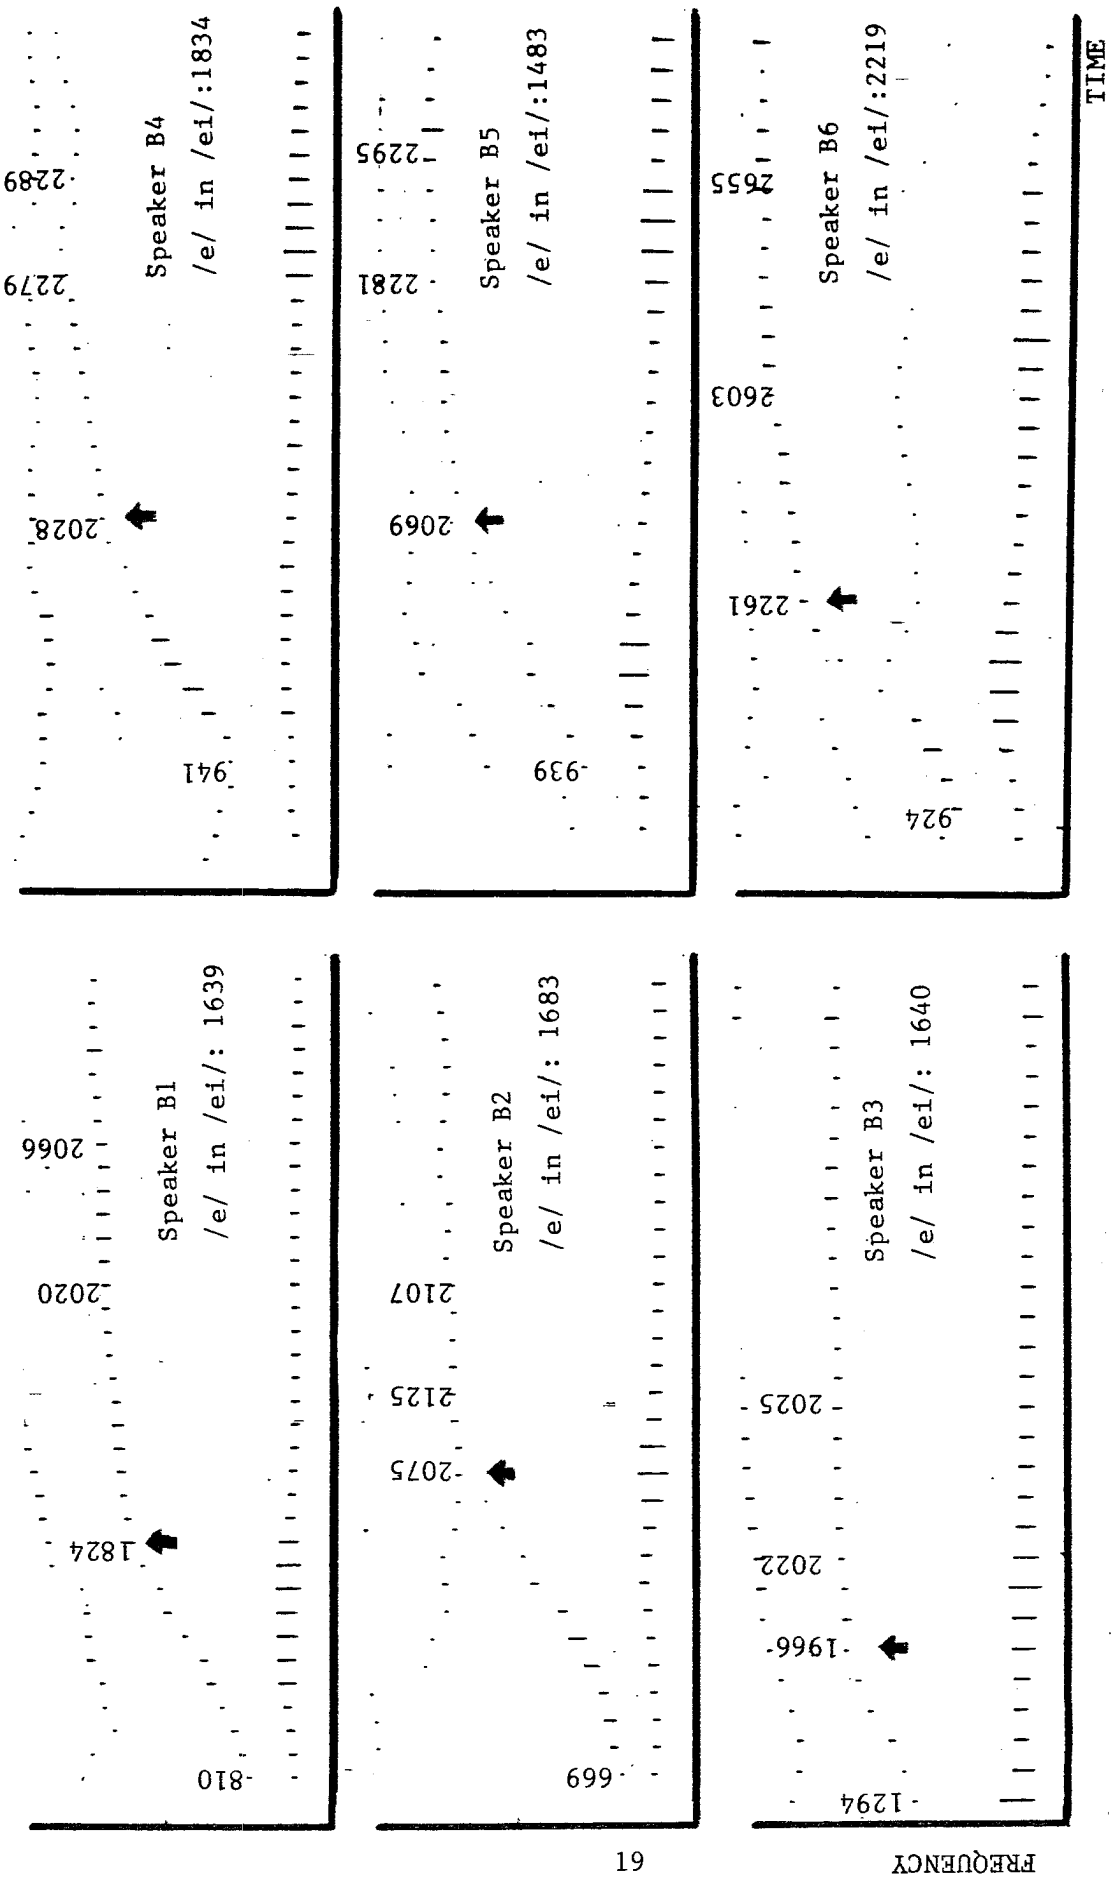 FREQUENCY
810
1824
2020
2066
Speaker B1
/e/ in /ei/: 1639
669
2075
2125
2107
Speaker B2
/e/ in /ei/: 1683
1294
1966
2022
2025
Speaker B3
/e/ in /ei/: 1640
941
2028
2279
2289
Speaker B4
/e/ in /ei/:1834
939
2069
2281
2295
Speaker B5
/e/ in /ei/:1483
924
2261
2603
2655
Speaker B6
/e/ in /ei/:2219
TIME
19